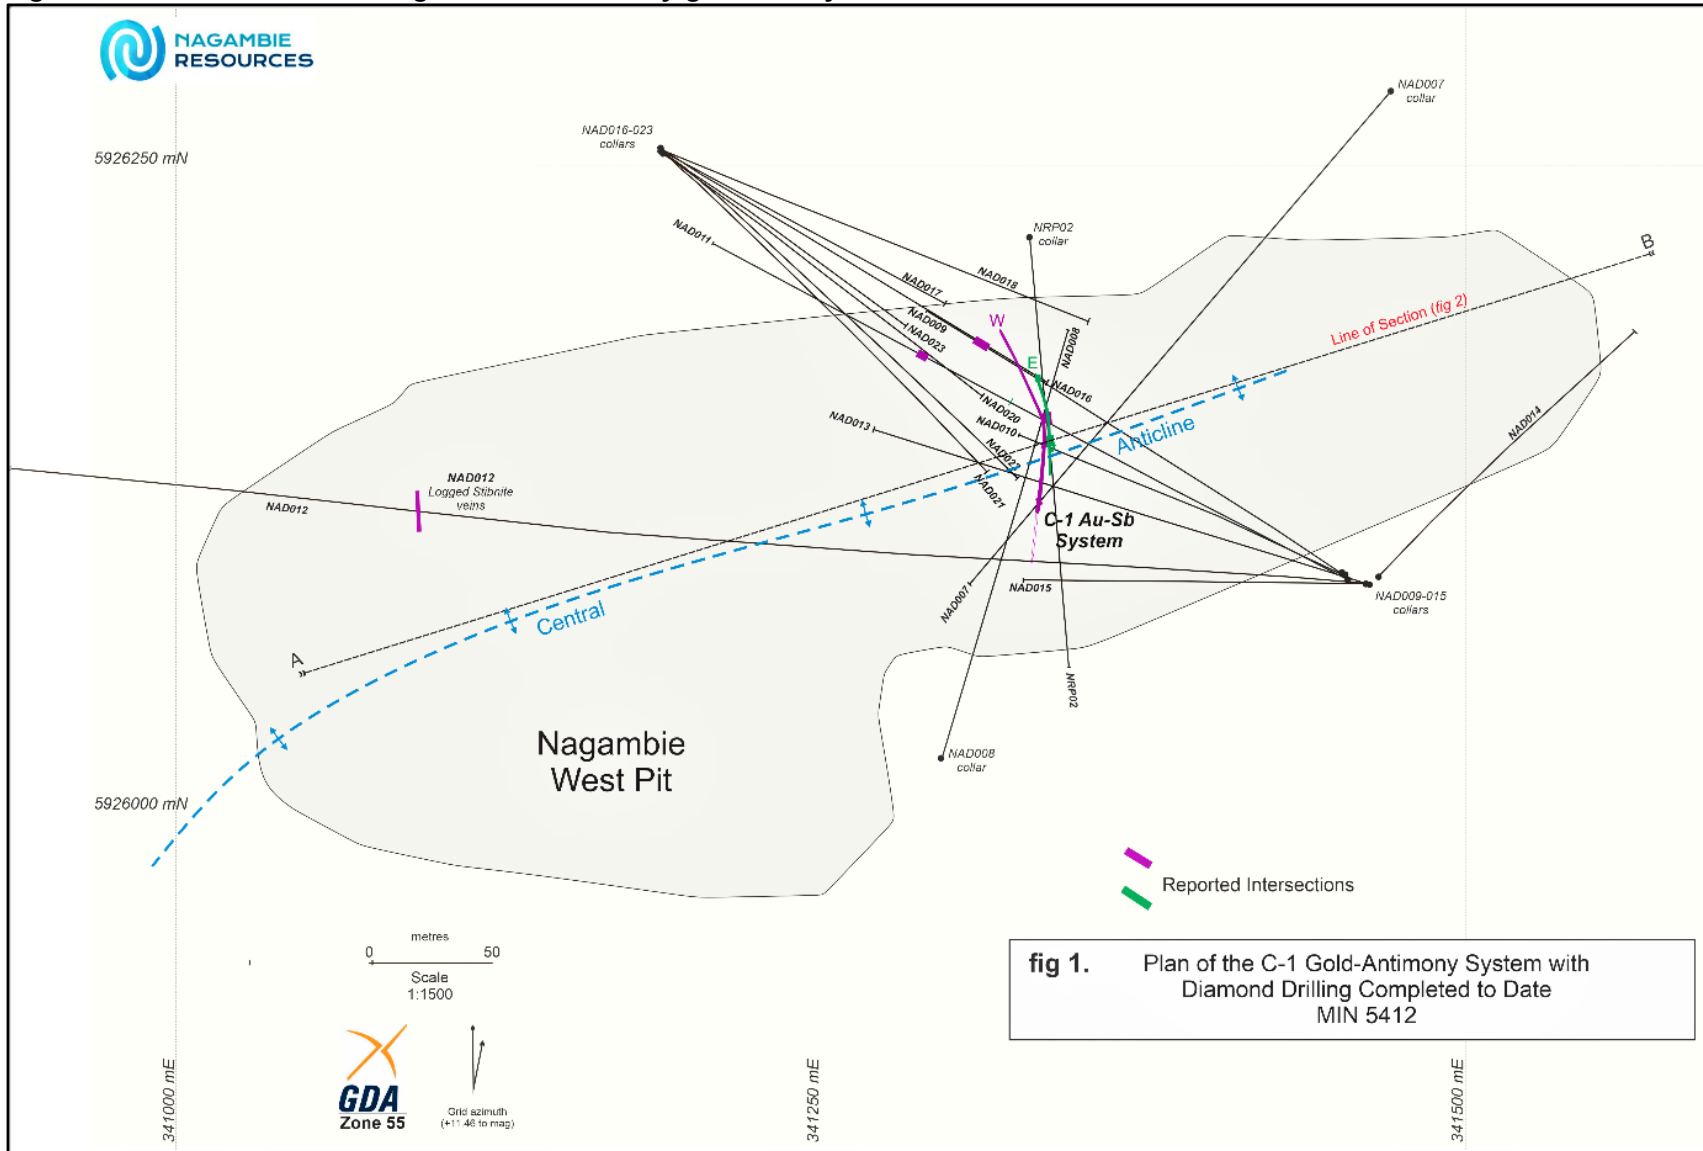 NAGAMBIE
RESOURCES
NAD007
collar
NAD016-023
collars
5926250 mN
NAD011
NRP02
collar
B
NAD017
NAD018
NAD009
W
Line of Section (fig 2)
NAD008
NAD023
E
NAD016
NAD020
NAD013
NAD010
NAD014
Anticline
NAD022
NAD012
Logged Stibnite
veins
NAD021
NAD012
C-1 Au-Sb
System
NAD007
NAD015
NAD009-015
collars
Central
A
NRP02
Nagambie
West Pit
NAD008
collar
5926000 mN
Reported Intersections
metres
0 50
Scale
1:1500
fig 1. Plan of the C-1 Gold-Antimony System with
Diamond Drilling Completed to Date
MIN 5412
GDA
Zone 55
Grid azimuth
(+11.46 to mag)
341000 mE
341250 mE
341500 mE